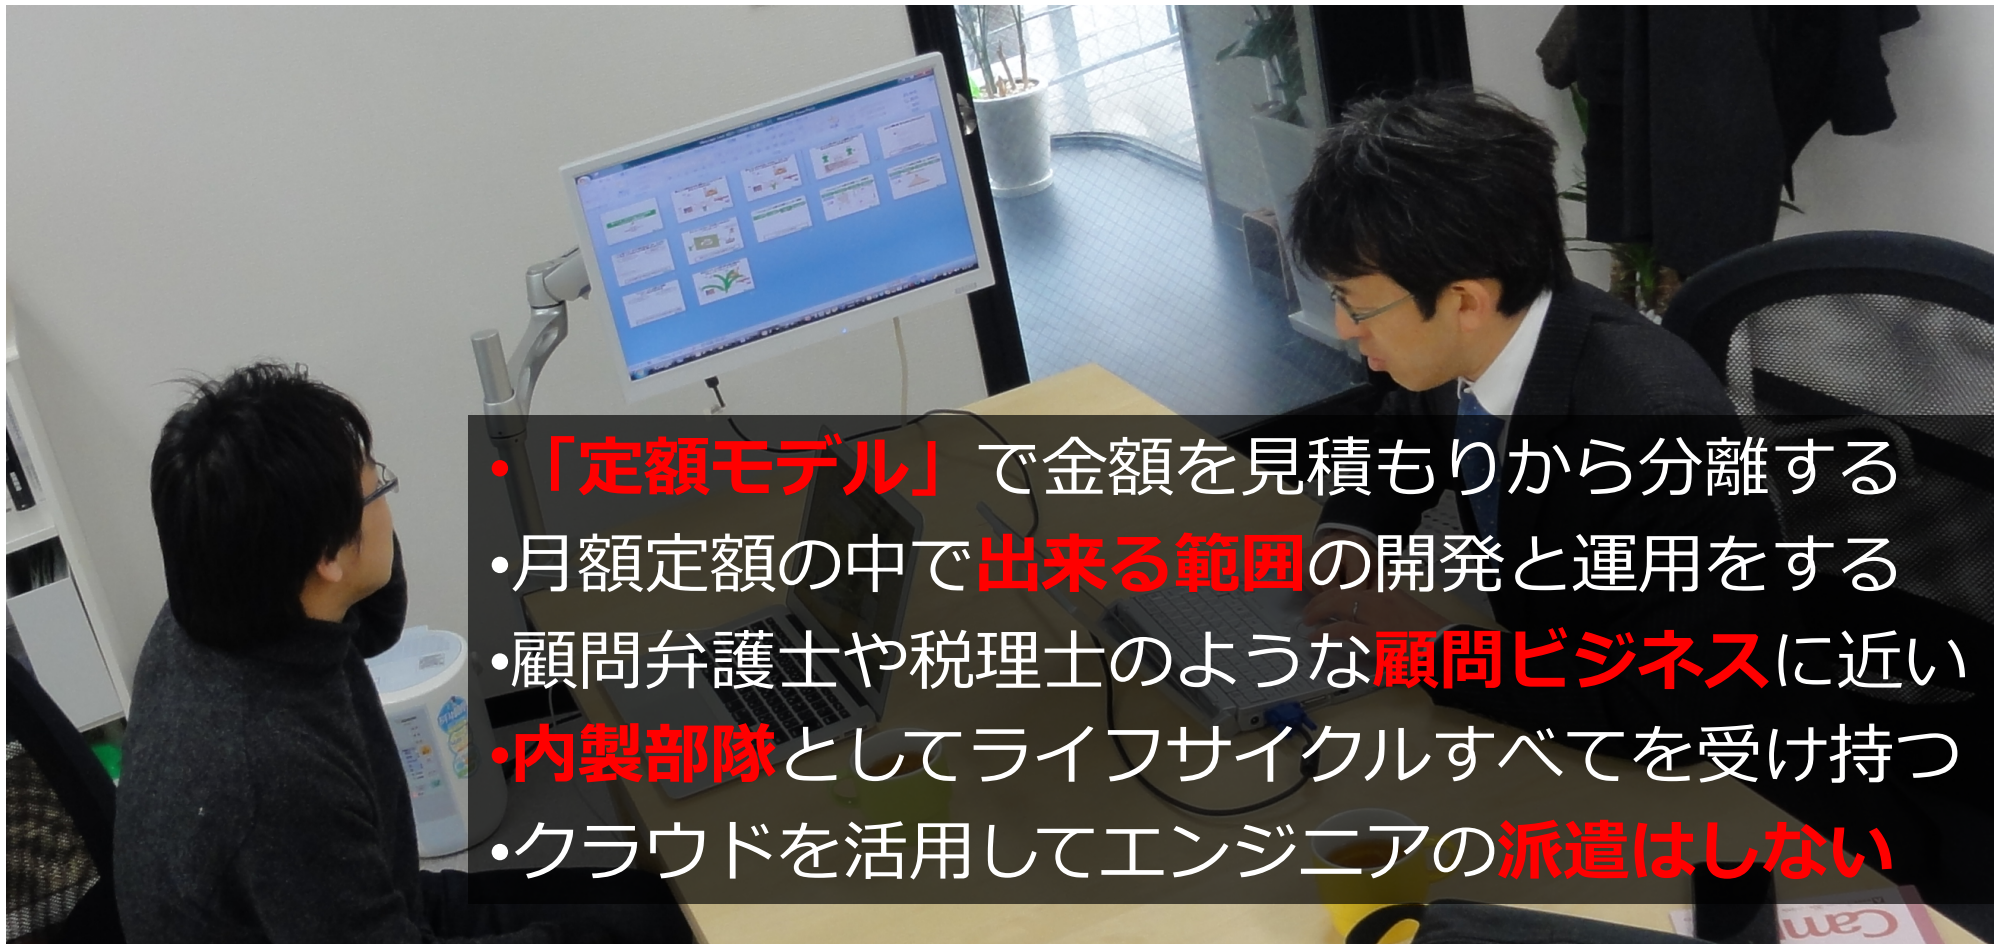 •「定額モデル」で金額を見積もりから分離する
•月額定額の中で出来る範囲の開発と運用をする
•顧問弁護士や税理士のような顧問ビジネスに近い
•内製部隊としてライフサイクルすべてを受け持つ
•クラウドを活用してエンジニアの派遣はしない